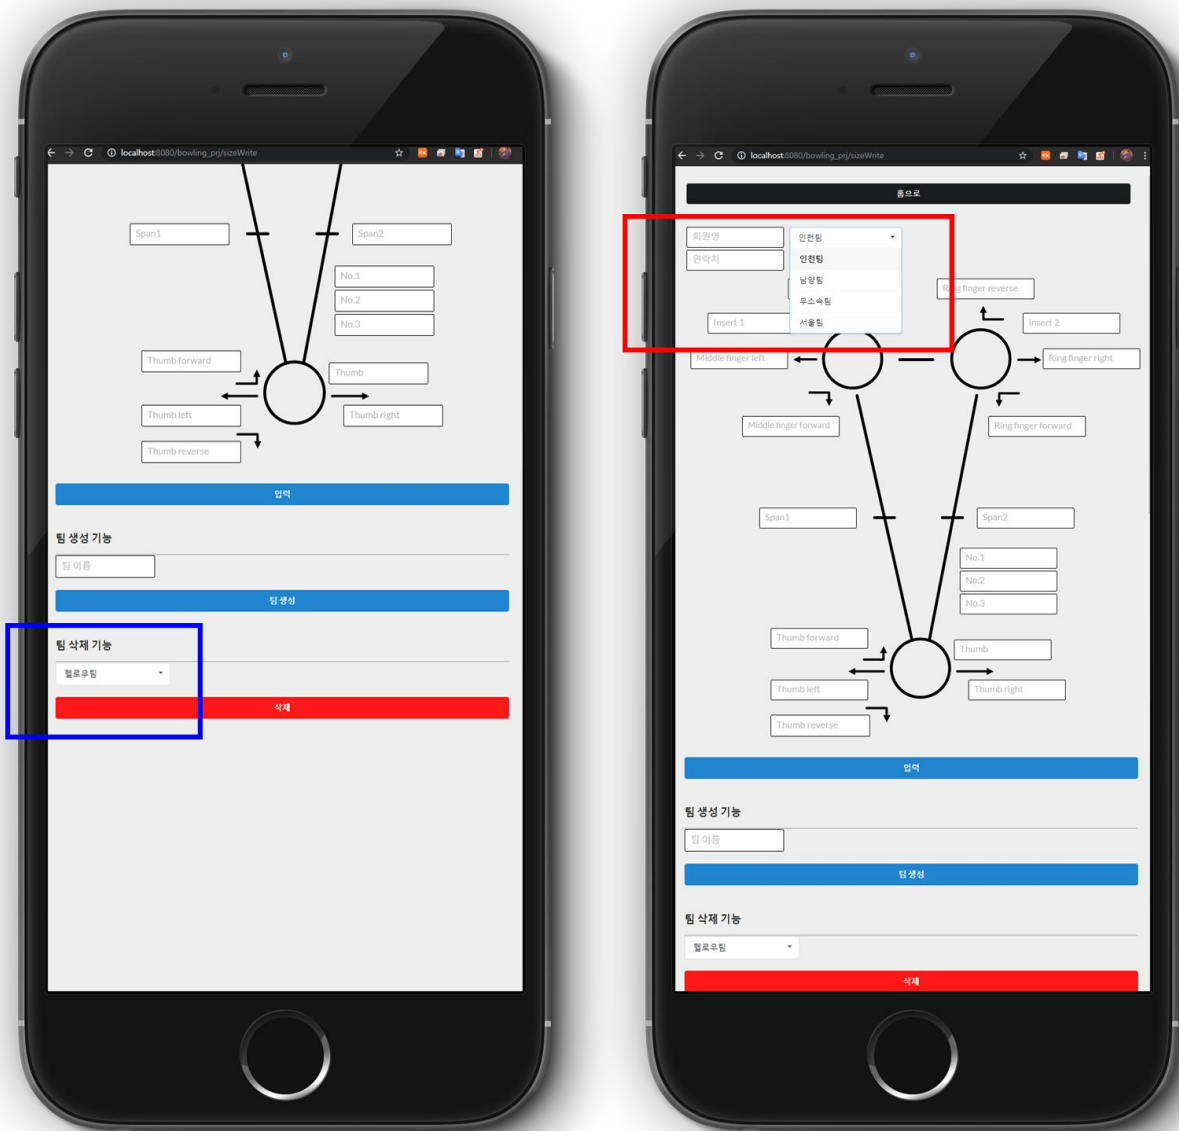 localhost:8080/bowling_prj/sizeWrite
Span1
Span2
No.1
No.2
No.3
Thumb forward
Thumb
Thumb left
Thumb right
Thumb reverse
입력
팀 생성 기능
팀 이름
팀 생성
팀 삭제 기능
헬로우팀
삭제
localhost:8080/bowling_prj/sizeWrite
홈으로
회원명
인천팀
연락처
인천팀
남양팀
무소속팀
서울팀
Ring finger reverse
Insert 1
Insert 2
Middle finger left
Ring finger right
Middle finger forward
Ring finger forward
Span1
Span2
No.1
No.2
No.3
Thumb forward
Thumb
Thumb left
Thumb right
Thumb reverse
입력
팀 생성 기능
팀 이름
팀 생성
팀 삭제 기능
헬로우팀
삭제